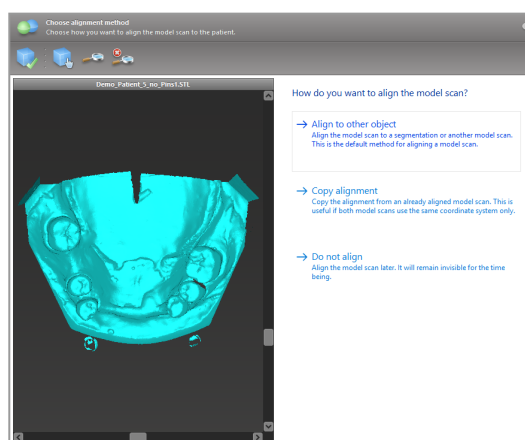 Choose alignment method
Choose how you want to align the model scan to the patient.
Demo_Patient_S_no_Pins1.STL
How do you want to align the model scan?
Align to other object
Align the model scan to a segmentation or another model scan.
This is the default method for aligning a model scan.
Copy alignment
Copy the alignment from an already aligned model scan. This is
useful if both model scans use the same coordinate system only.
Do not align
Align the model scan later. It will remain invisible for the time
being.